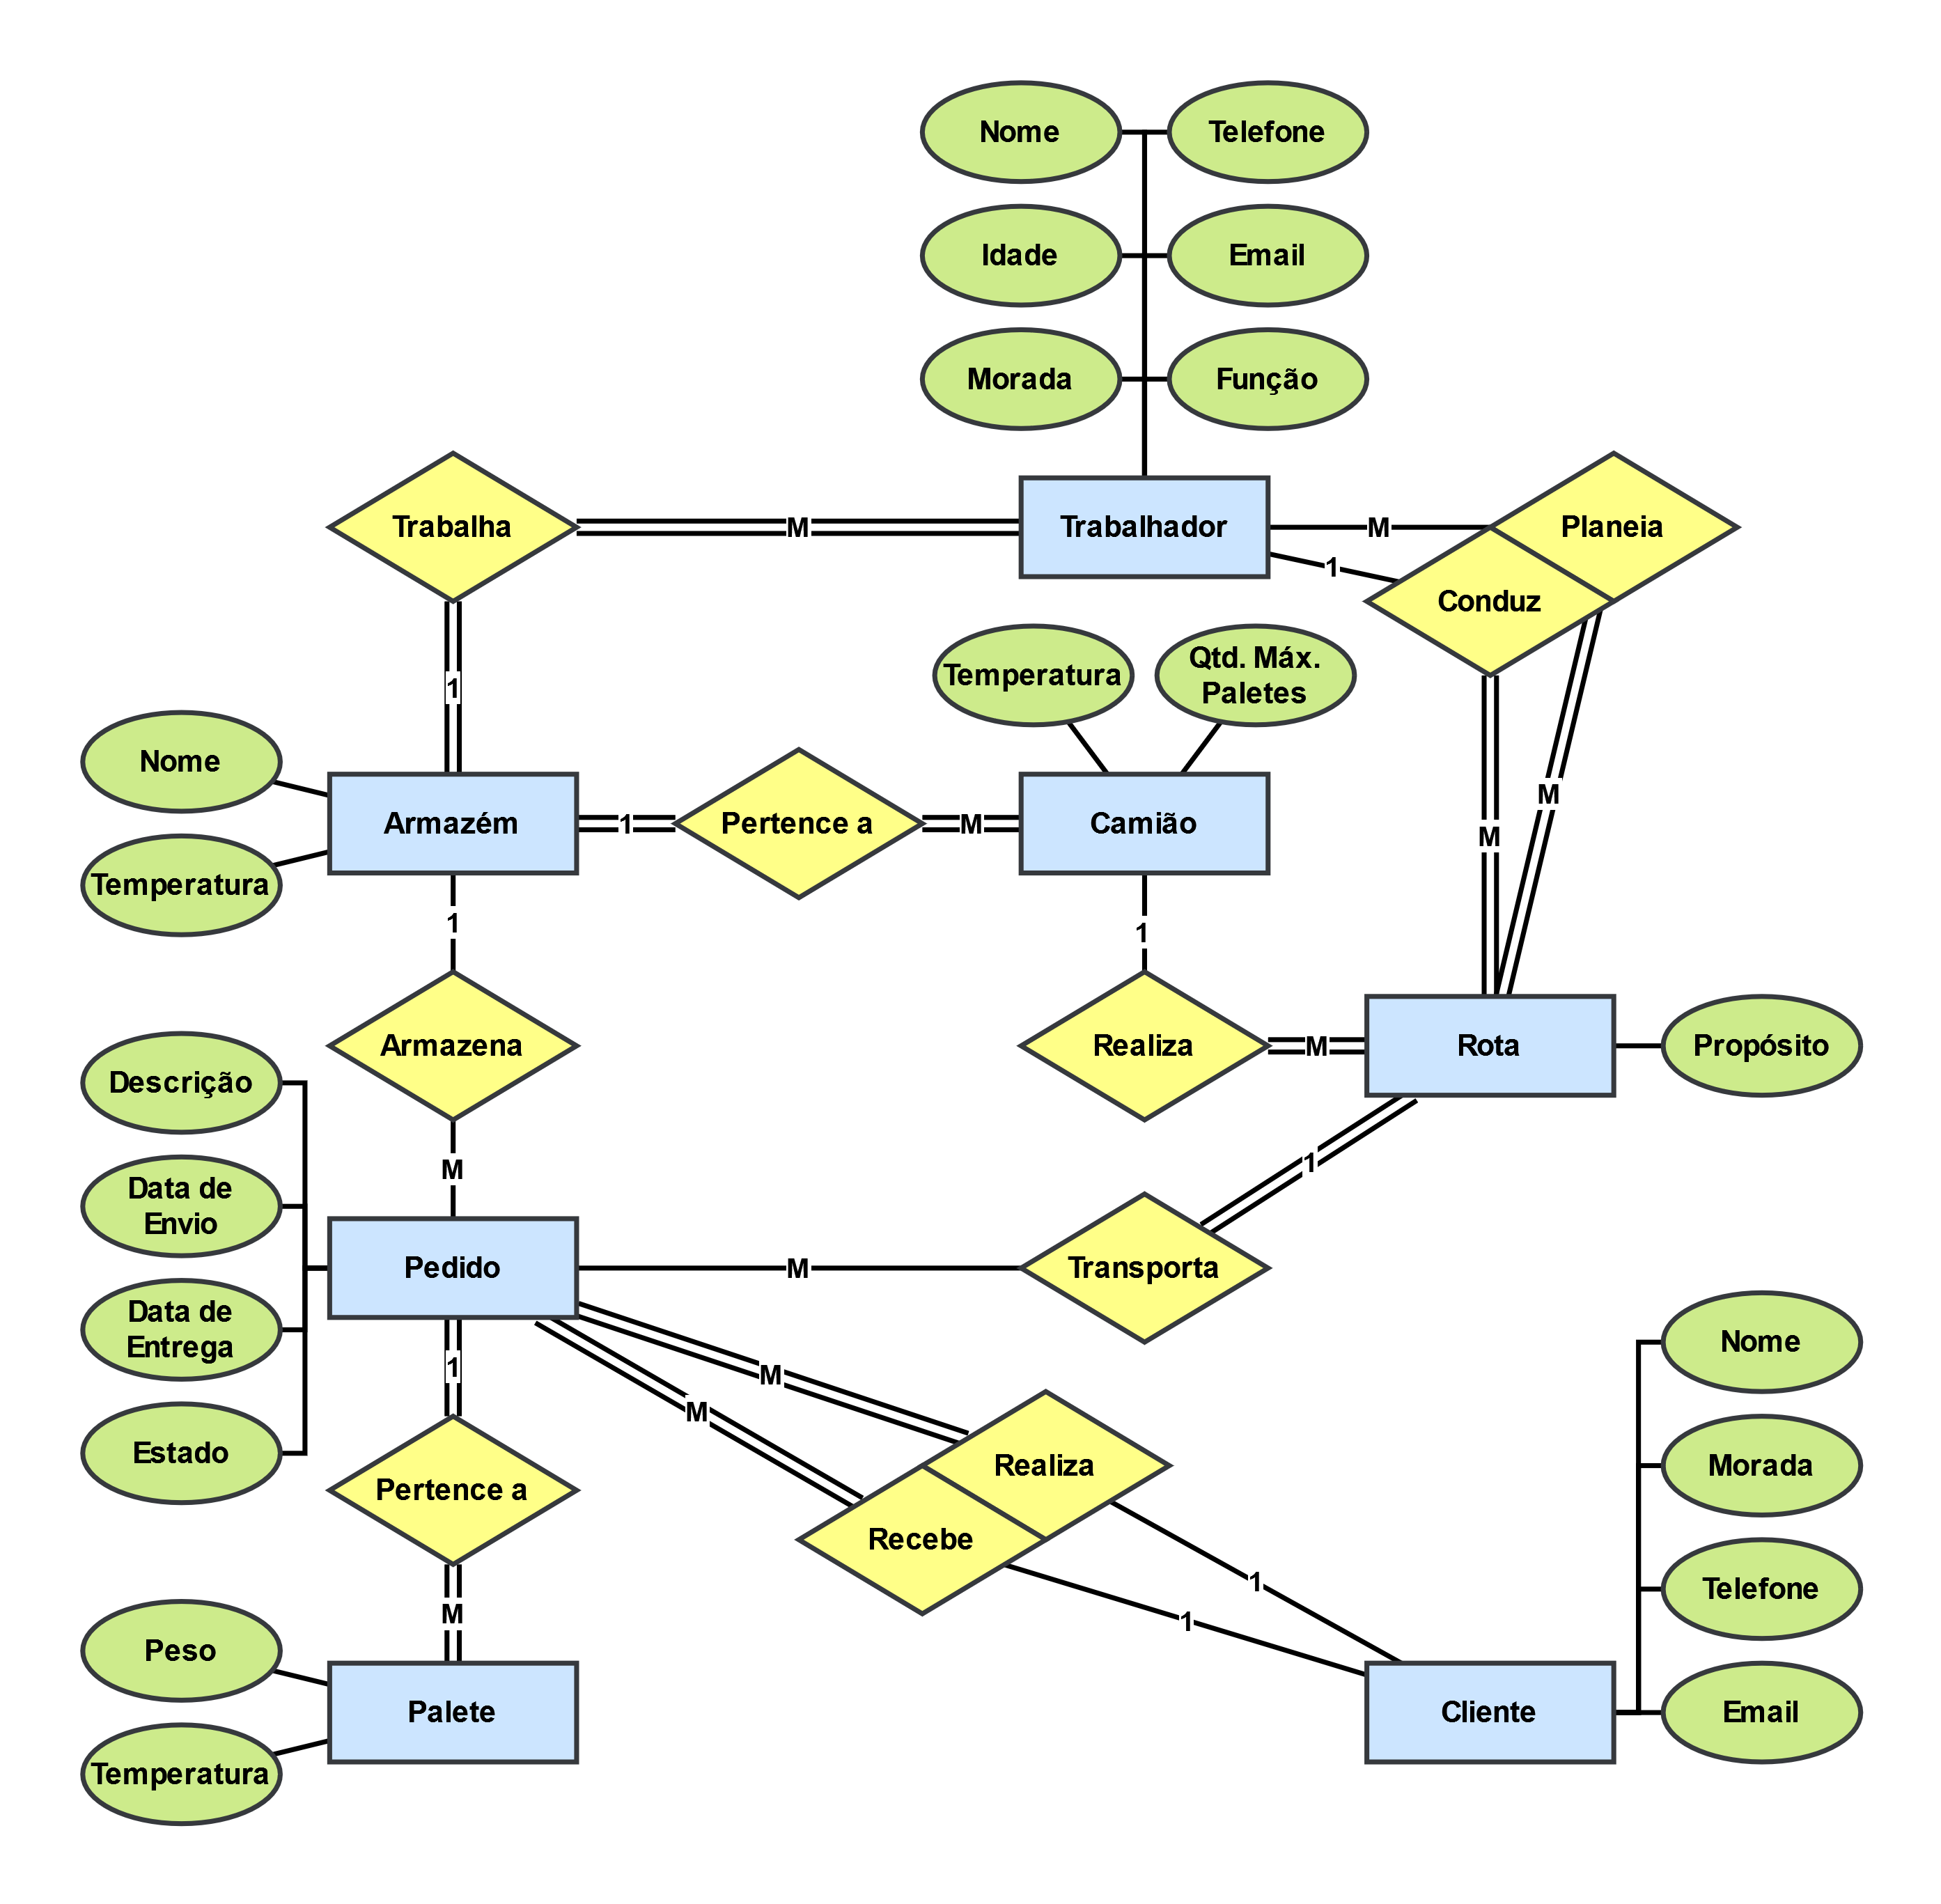 Nome
Telefone
Idade
Email
Morada
Função
Trabalha
M
Trabalhador
M
Planeia
1
Conduz
Temperatura
Qtd. Máx.
Paletes
1
Nome
M
Armazém
1
Pertence a
M
Camião
M
Temperatura
1
1
Armazena
Realiza
M
Rota
Propósito
Descrição
M
1
Data de
Envio
Pedido
M
Transporta
Data de
Entrega
1
M
Nome
M
Estado
Realiza
Morada
Pertence a
Recebe
1
Telefone
M
1
Peso
Palete
Cliente
Email
Temperatura